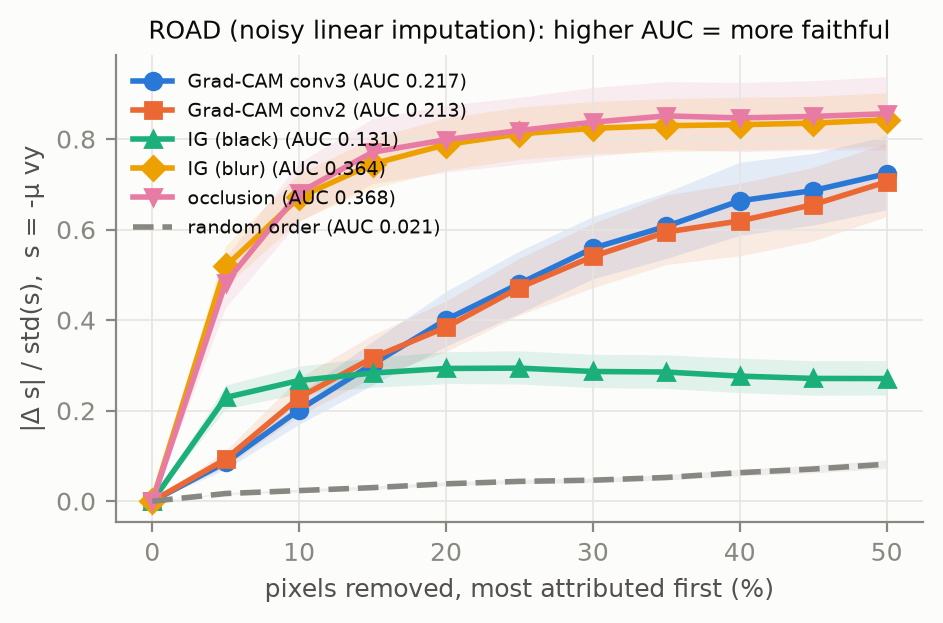 ROAD (noisy linear imputation): higher AUC = more faithful
Grad-CAM conv3 (AUC 0.217)
Grad-CAM conv2 (AUC 0.213)
IG (black) (AUC 0.131)
IG (blur) (AUC 0.364)
occlusion (AUC 0.368)
random order (AUC 0.021)
|Δ s| / std(s),  s = -μ vy
0.8
0.6
0.4
0.2
0.0
0 10 20 30 40 50
pixels removed, most attributed first (%)